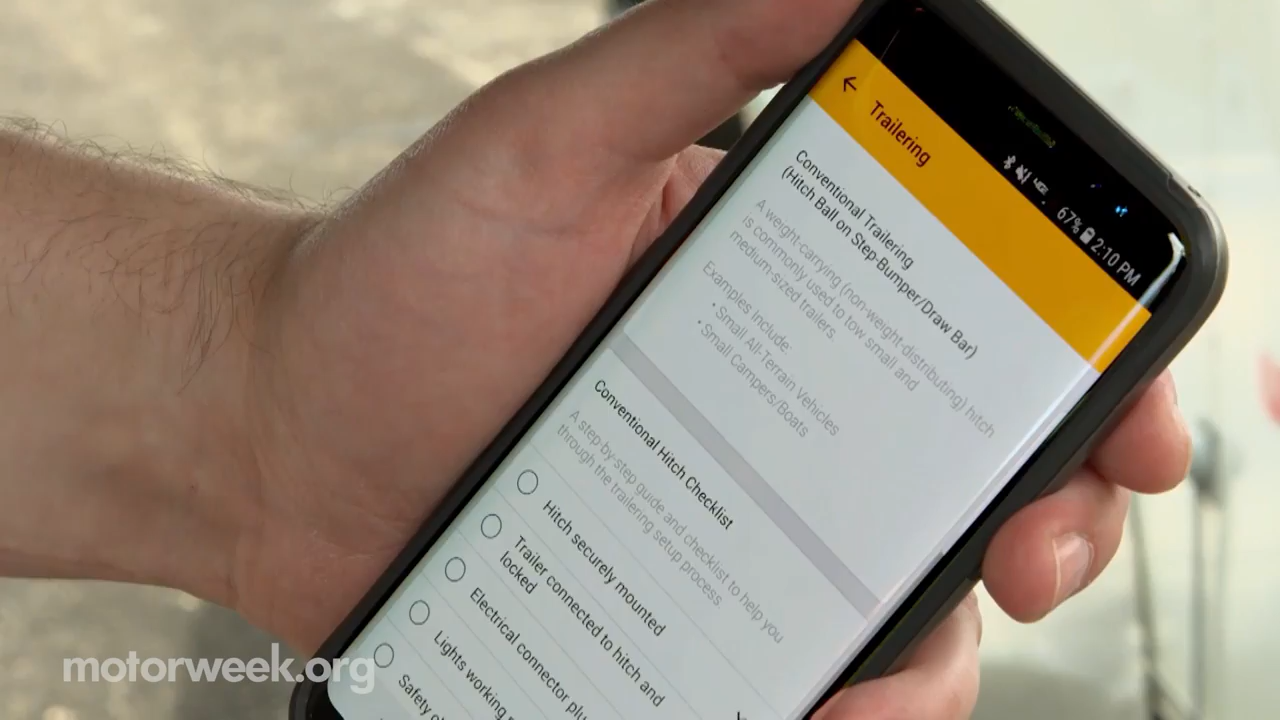 67% 2:10 PM
Trailering
Conventional Trailering
(Hitch Ball on Step-Bumper/Draw Bar)
A weight-carrying (non-weight-distributing) hitch
is commonly used to tow small and
medium-sized trailers.
Examples Include:
• Small All-Terrain Vehicles
• Small Campers/Boats
Conventional Hitch Checklist
A step-by-step guide and checklist to help you
through the trailering setup process
Hitch securely mounted
Trailer connected to hitch and
locked
Electrical connector
Lights working
Safety
motorweek.org